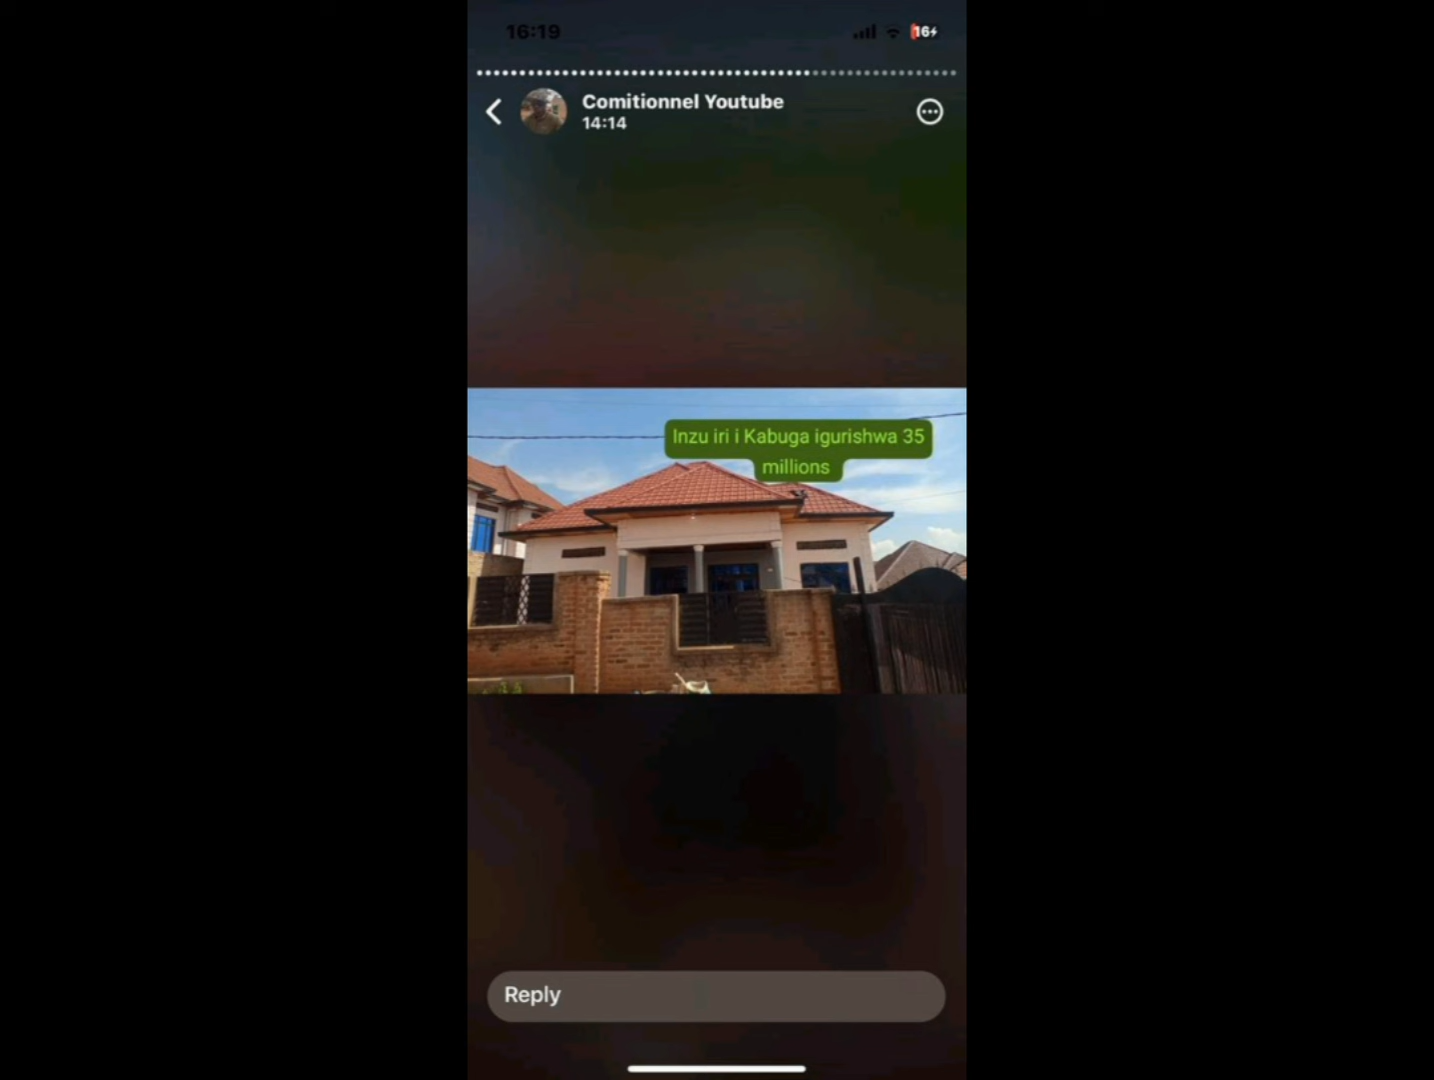 16:19
16
Comitionnel Youtube
14:14
Inzu iri i Kabuga igurishwa 35
millions
Reply